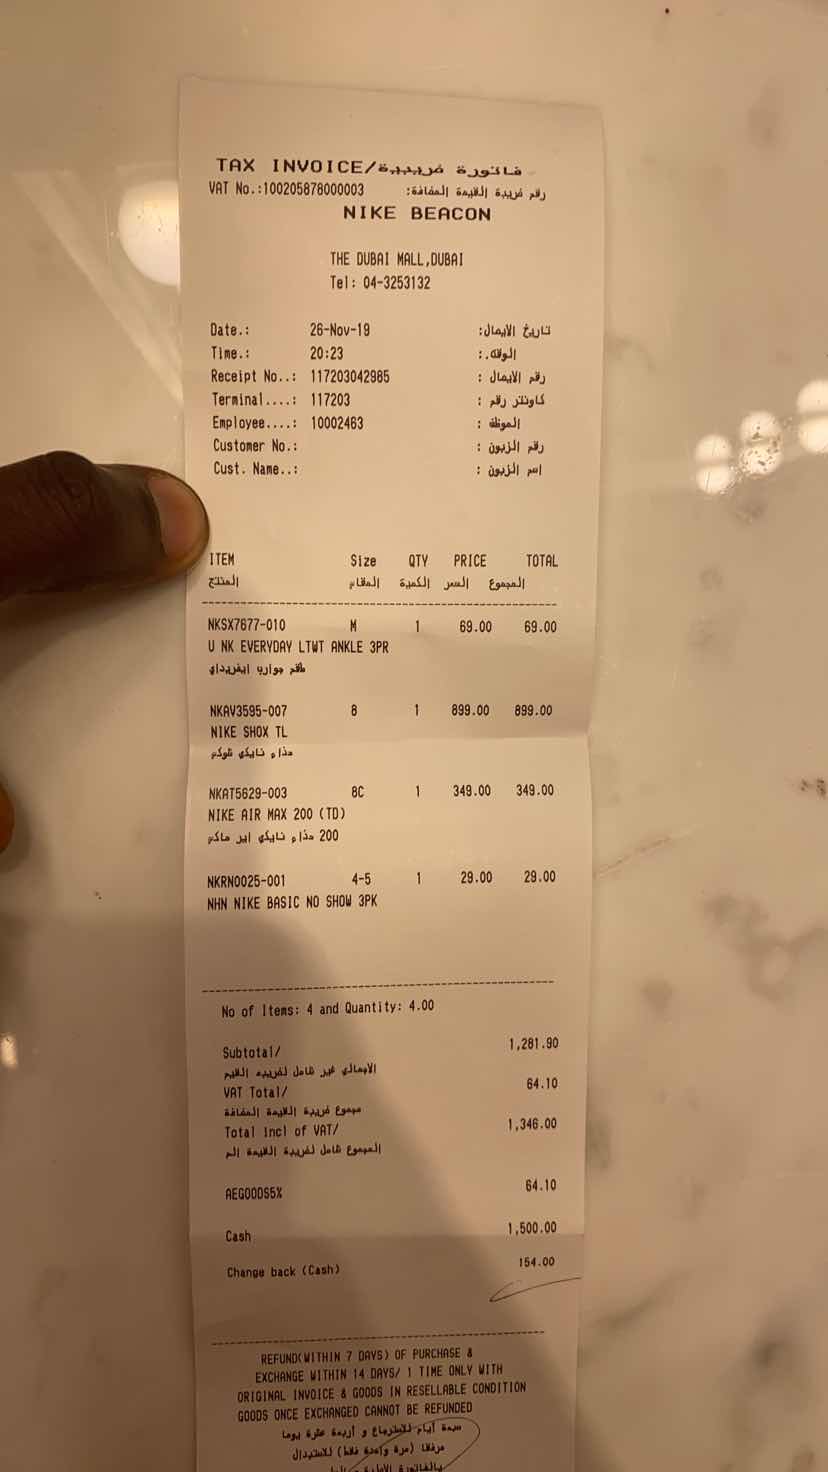 TAX INVOICE/فاتورة ضريبية
VAT No.:100205878000003 رقم ضريبة القيمة المضافة:
NIKE BEACON
THE DUBAI MALL,DUBAI
Tel: 04-3253132
Date.: 26-Nov-19 تاريخ الايصال:
Time.: 20:23 الوقت.:
Receipt No..: 117203042985 رقم الايصال :
Terminal....: 117203 كاونتر رقم :
Employee....: 10002463 الموظف :
Customer No.: رقم الزبون :
Cust. Name..: اسم الزبون :
ITEM Size QTY PRICE TOTAL
المنتج المقاس الكمية السعر المجموع
NKSX7677-010 M 1 69.00 69.00
U NK EVERYDAY LTWT ANKLE 3PR
طقم جوارب ايفريداي
NKAV3595-007 8 1 899.00 899.00
NIKE SHOX TL
حذاء نايكي شوكس
NKAT5629-003 8C 1 349.00 349.00
NIKE AIR MAX 200 (TD)
حذاء نايكي اير ماكس 200
NKRN0025-001 4-5 1 29.00 29.00
NHN NIKE BASIC NO SHOW 3PK
No of Items: 4 and Quantity: 4.00
Subtotal/ 1,281.90
الاجمالي غير شامل لضريبه القيم
VAT Total/ 64.10
مجموع ضريبة القيمة المضافة
Total incl of VAT/ 1,346.00
المجموع شامل لضريبة القيمة الم
AEGOODS5% 64.10
Cash 1,500.00
Change back (Cash) 154.00
REFUND(WITHIN 7 DAYS) OF PURCHASE &
EXCHANGE WITHIN 14 DAYS/ 1 TIME ONLY WITH
ORIGINAL INVOICE & GOODS IN RESELLABLE CONDITION
GOODS ONCE EXCHANGED CANNOT BE REFUNDED
سبعة أيام للاسترجاع و أربعة عشرة يوما
مرفقا (مرة واحدة فقط) للاستبدال
بالفاتورة الأصلية